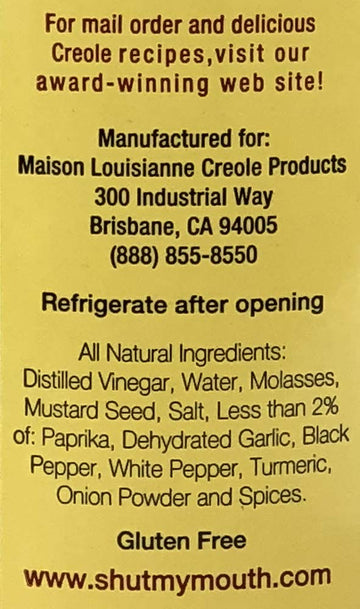 For mail order and delicious
Creole recipes,visit our
award-winning web site!
Manufactured for:
Maison Louisianne Creole Products
300 Industrial Way
Brisbane, CA 94005
(888) 855-8550
Refrigerate after opening
All Natural Ingredients:
Distilled Vinegar, Water, Molasses,
Mustard Seed, Salt, Less than 2%
of: Paprika, Dehydrated Garlic, Black
Pepper, White Pepper, Turmeric,
Onion Powder and Spices.
Gluten Free
www.shutmymouth.com